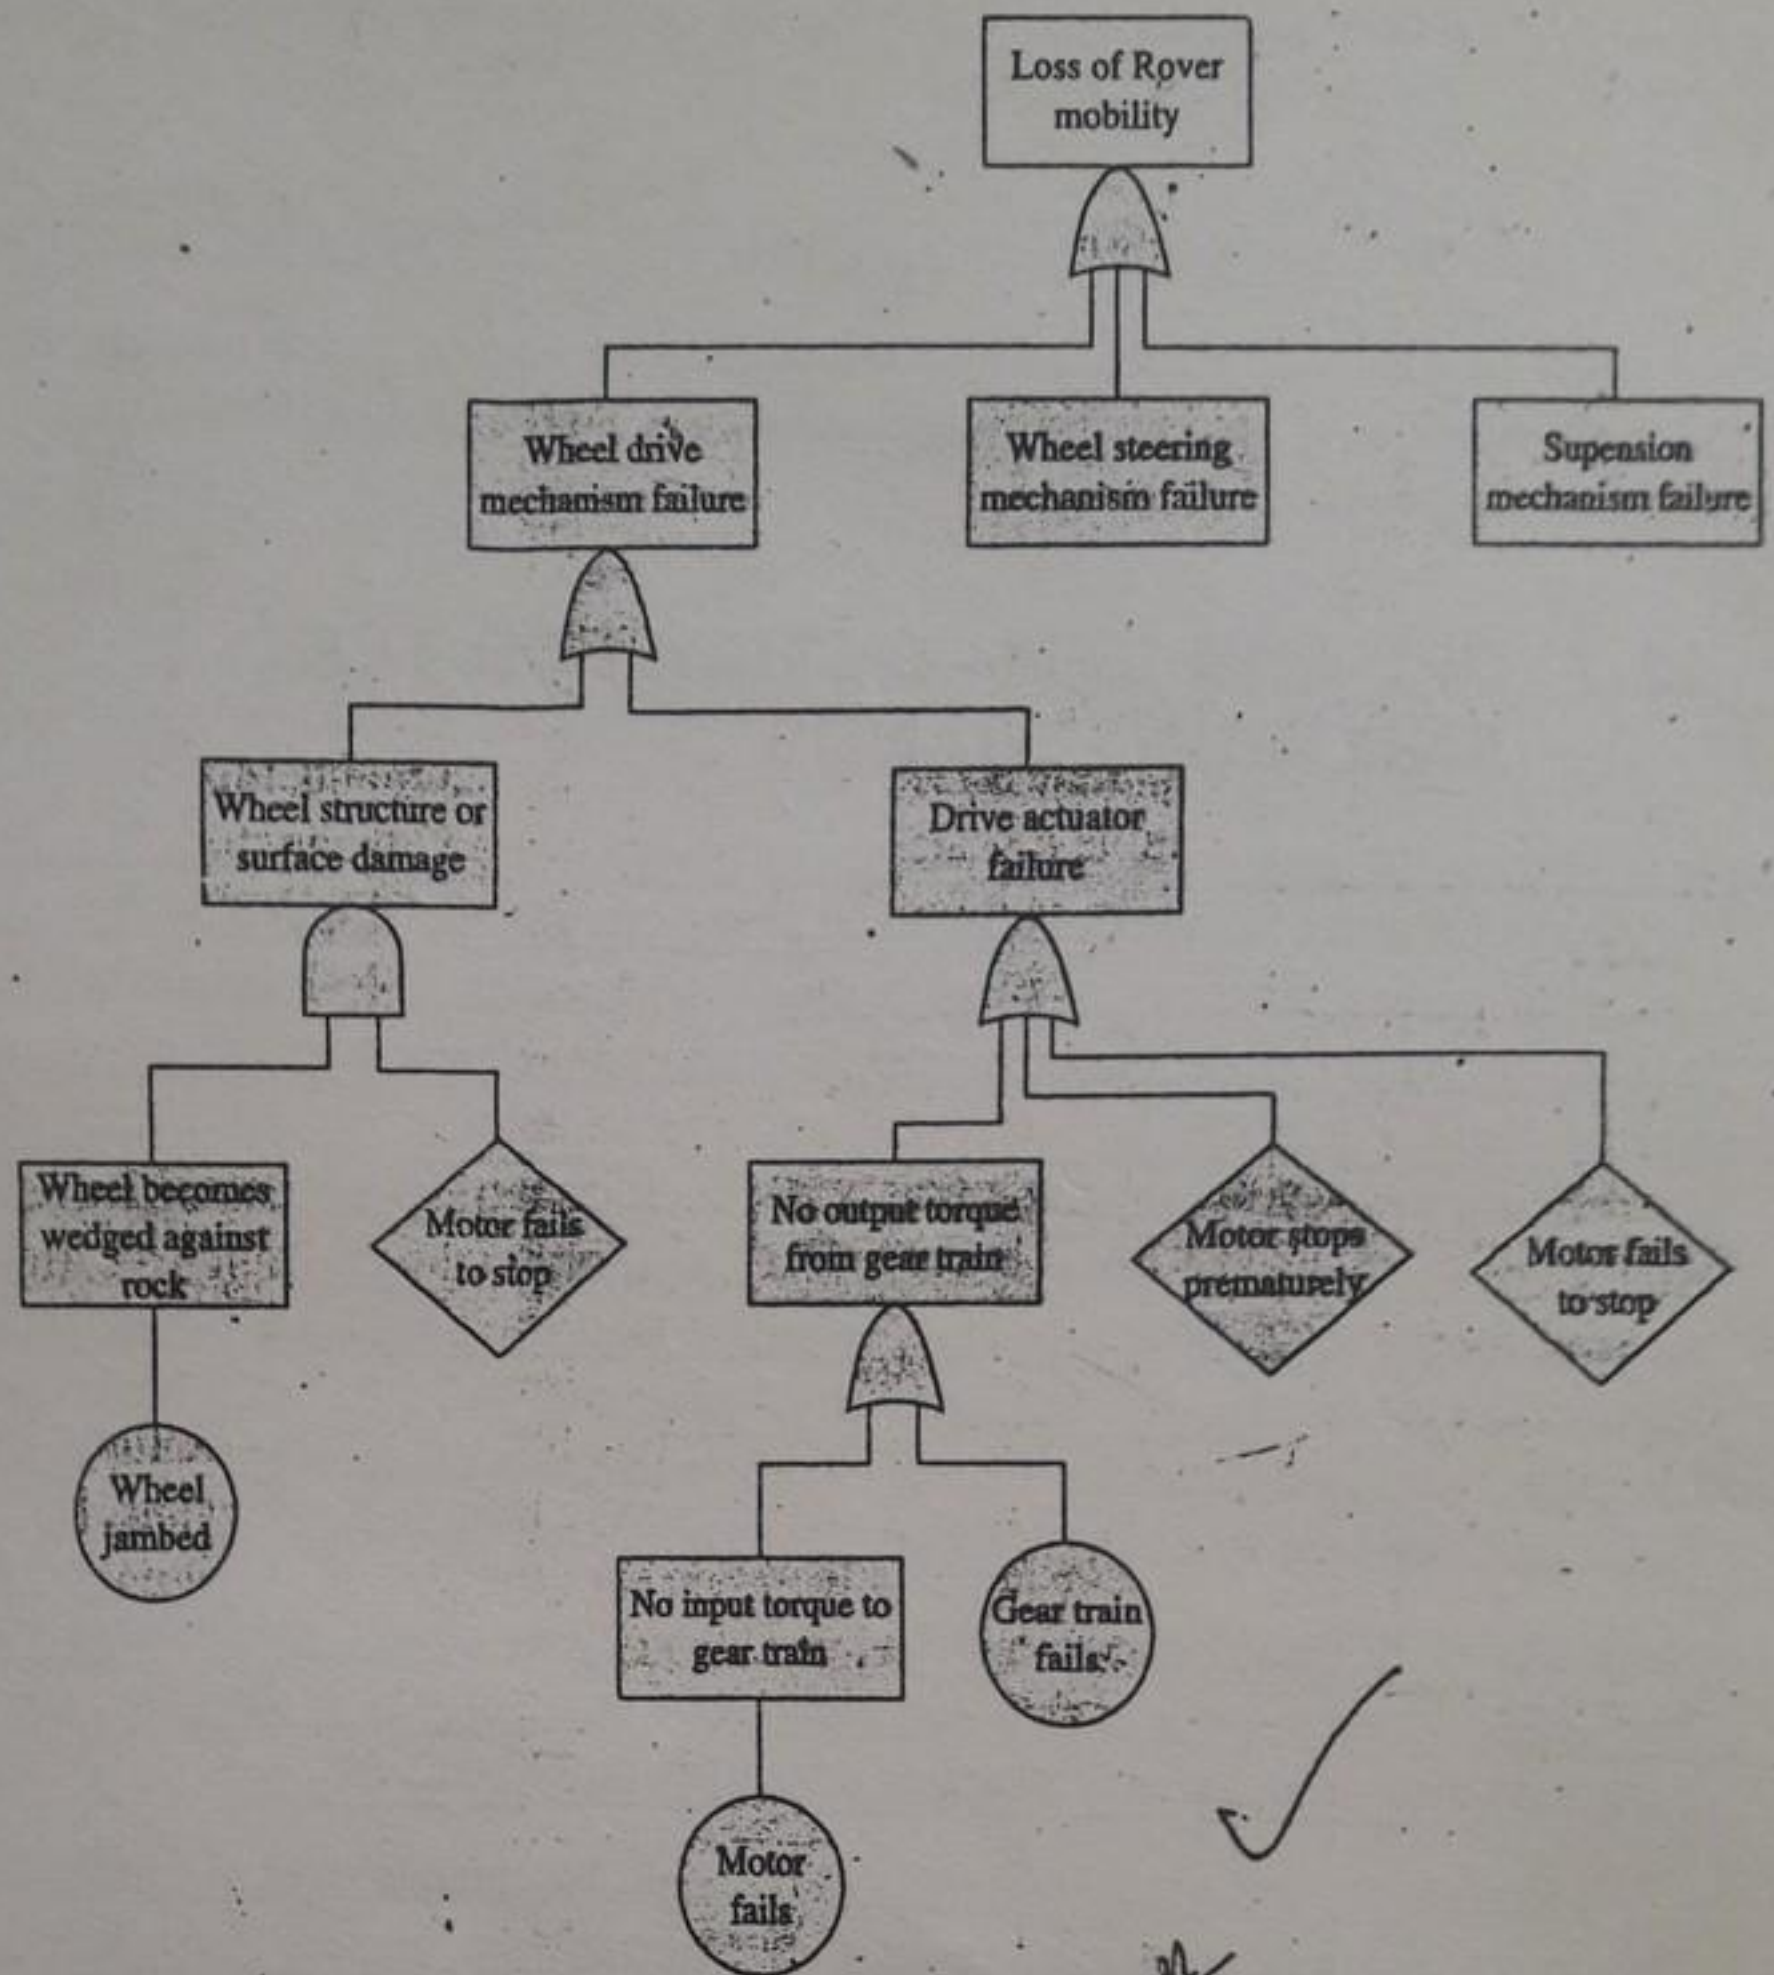 Loss of Rover
mobility
Wheel drive
mechanism failure
Wheel steering
mechanism failure
Supension
mechanism failure
Wheel structure or
surface damage
Drive actuator
failure
Wheel becomes
wedged against
rock
Motor fails
to stop
No output torque
from gear train
Motor stops
prematurely
Motor fails
to stop
Wheel
jambed
No input torque to
gear train
Gear train
fails
Motor
fails